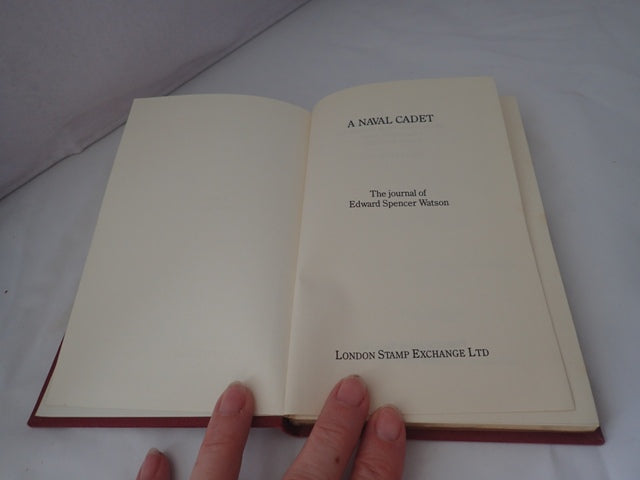 A NAVAL CADET
The journal of
Edward Spencer Watson
LONDON STAMP EXCHANGE LTD